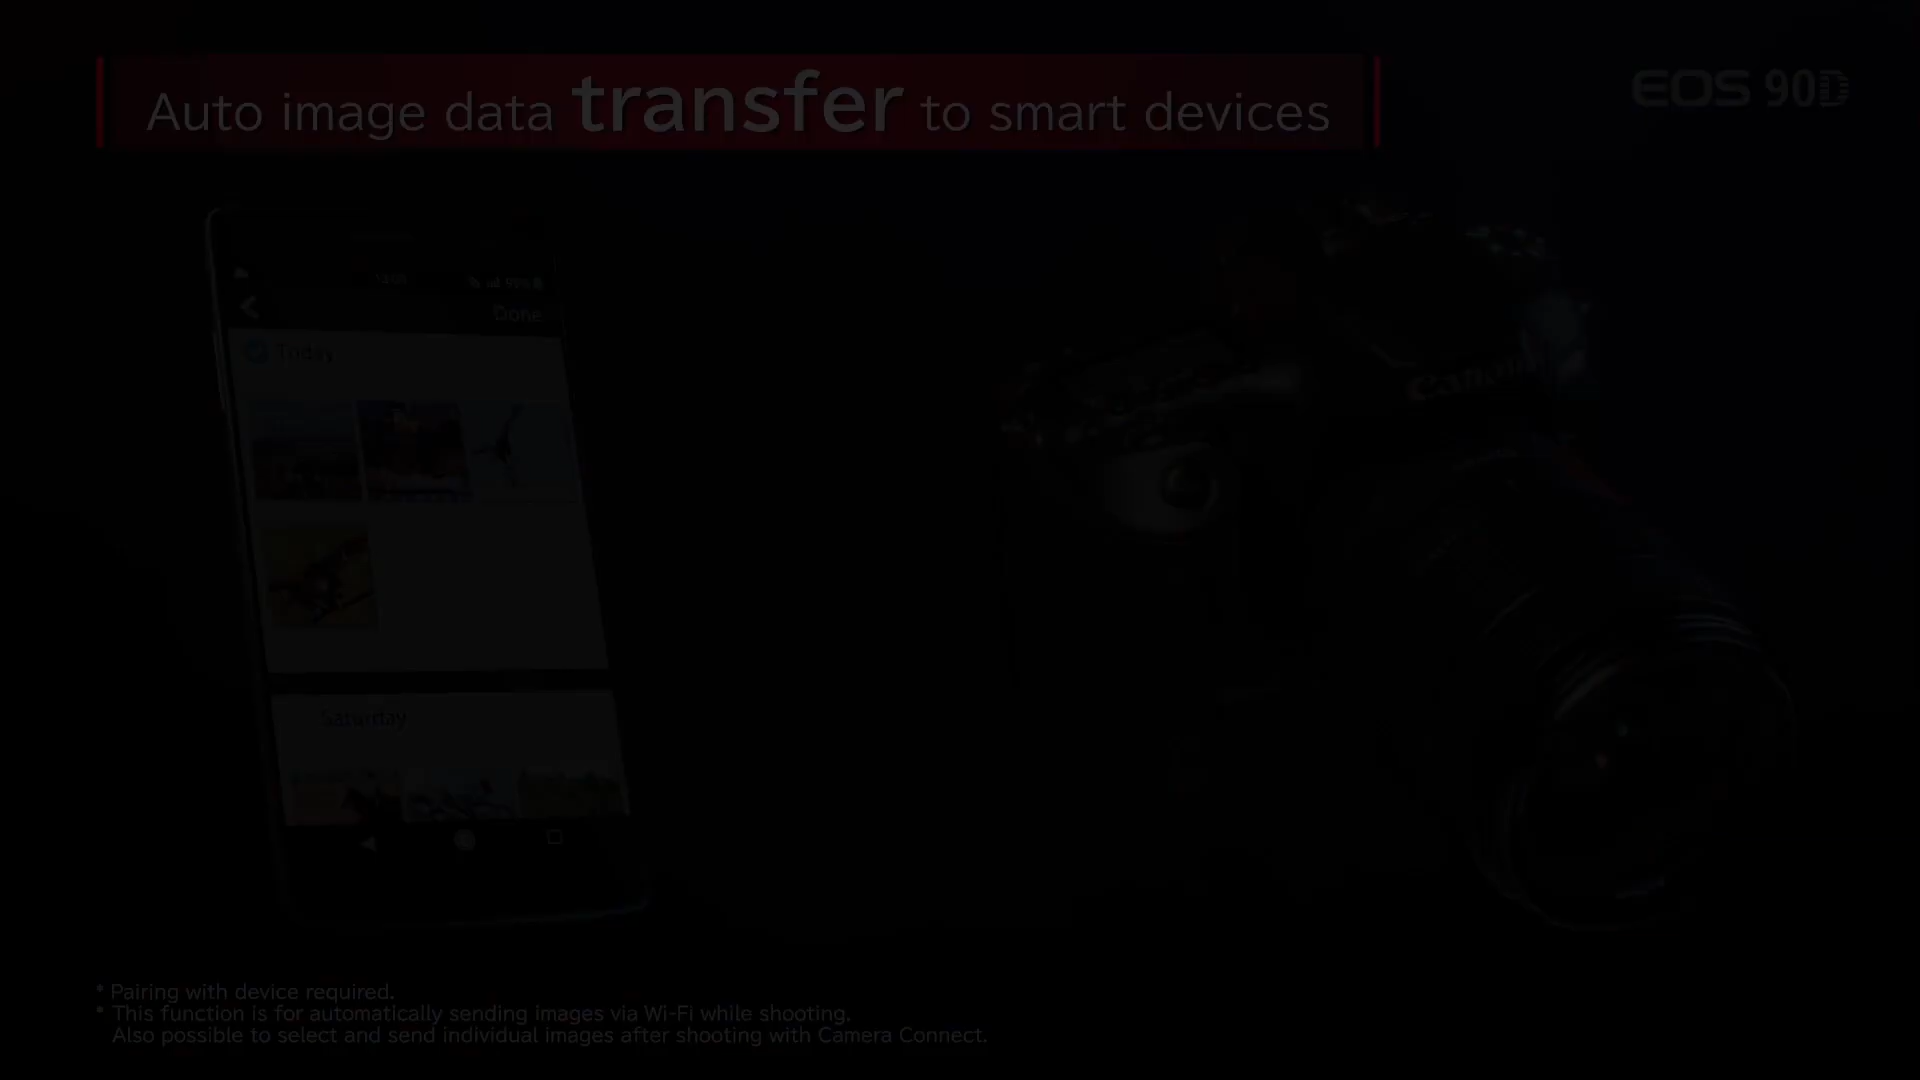 Auto image data transfer to smart devices
EOS 90D
Done
Today
Canon
Saturday
* Pairing with device required.
* This function is for automatically sending images via Wi-Fi while shooting.
Also possible to select and send individual images after shooting with Camera Connect.